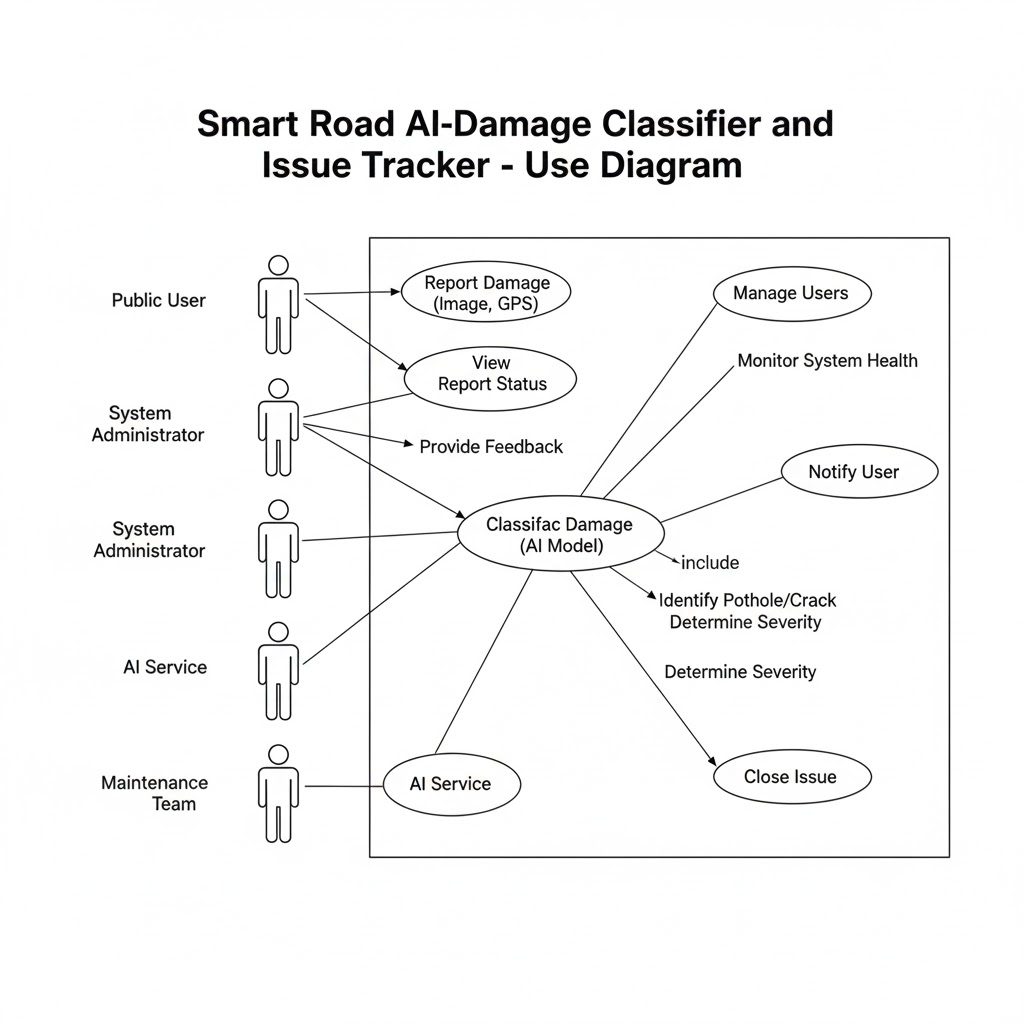 Smart Road AI-Damage Classifier and
Issue Tracker - Use Diagram
Public User
Report Damage
(Image, GPS)
Manage Users
View
Report Status
Monitor System Health
System
Administrator
Provide Feedback
Notify User
System
Administrator
Classifac Damage
(AI Model)
include
Identify Pothole/Crack
Determine Severity
AI Service
Determine Severity
Maintenance
Team
AI Service
Close Issue